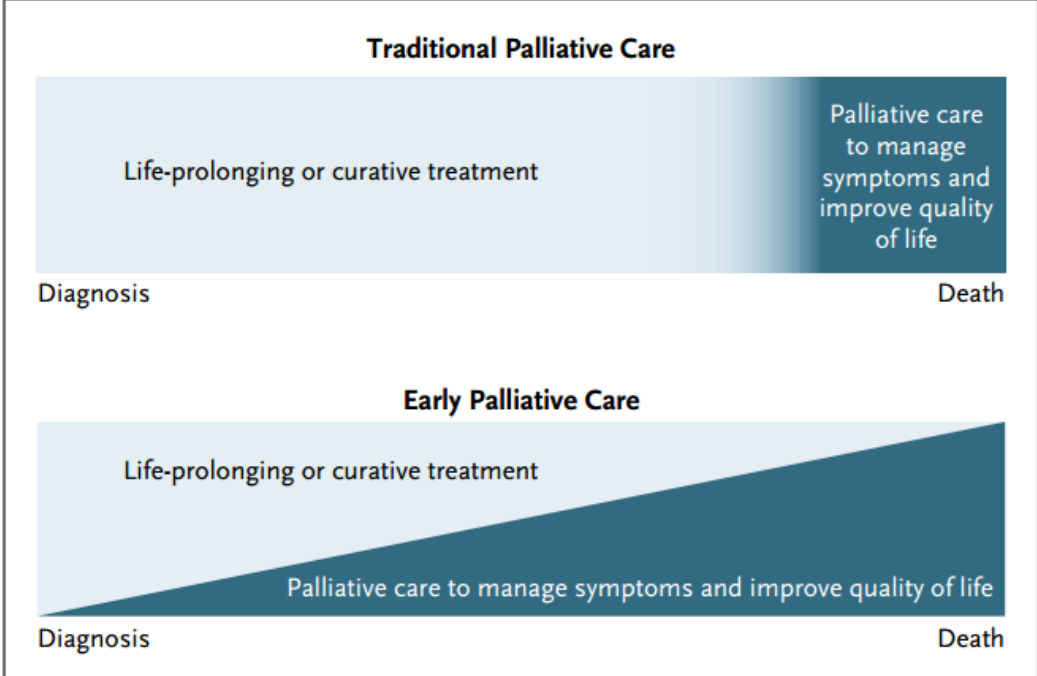 Traditional Palliative Care
Life-prolonging or curative treatment
Palliative care
to manage
symptoms and
improve quality
of life
Diagnosis
Death
Early Palliative Care
Life-prolonging or curative treatment
Palliative care to manage symptoms and improve quality of life
Diagnosis
Death